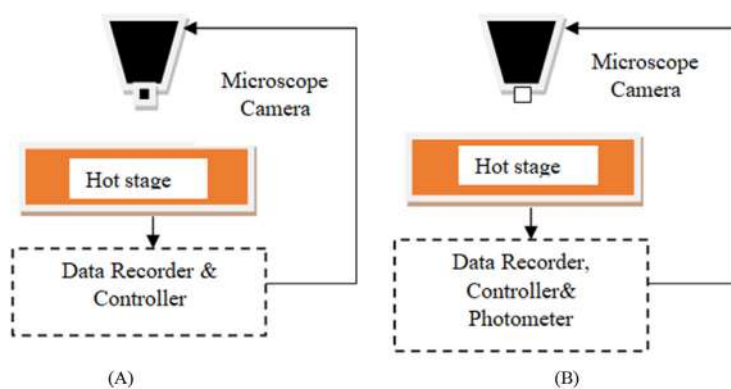 Microscope
Camera
Hot stage
Data Recorder &
Controller
(A)
Microscope
Camera
Hot stage
Data Recorder,
Controller&
Photometer
(B)